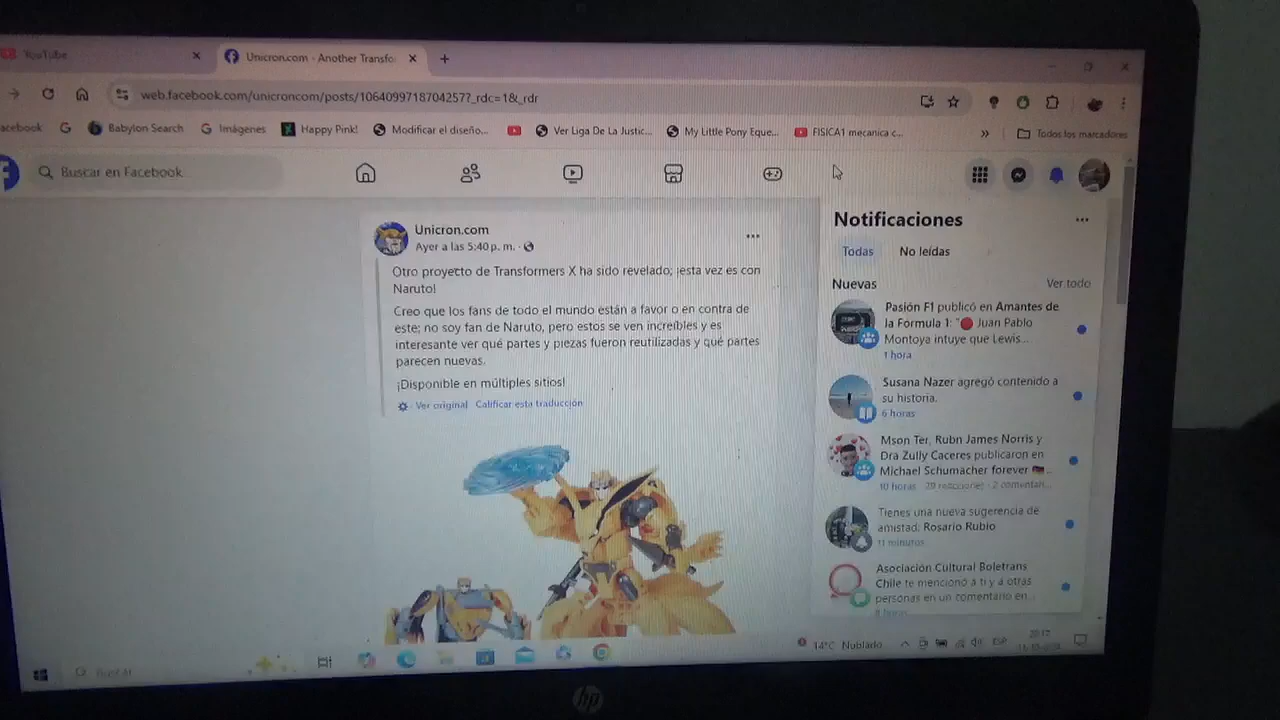 YouTube
Unicron.com - Another Transfo
web.facebook.com/unicroncom/posts/1064099718704257?_rdc=1&_rdr
acebook
Babylon Search
Imágenes
Happy Pink!
Modificar el diseño...
Ver Liga De La Justic...
My Little Pony Eque...
FISICA1 mecanica c...
»
Todos los marcadores
Buscar en Facebook
Unicron.com
Ayer a las 5:40 p. m. ·
Otro proyecto de Transformers X ha sido revelado; ¡esta vez es con
Naruto!
Creo que los fans de todo el mundo están a favor o en contra de
este; no soy fan de Naruto, pero estos se ven increíbles y es
interesante ver qué partes y piezas fueron reutilizadas y qué partes
parecen nuevas.
¡Disponible en múltiples sitios!
Ver original Calificar esta traducción
Notificaciones
Todas No leídas
Nuevas Ver todo
Pasión F1 publicó en Amantes de
la Formula 1: "🔴 Juan Pablo
Montoya intuye que Lewis...
1 hora
Susana Nazer agregó contenido a
su historia.
6 horas
Mson Ter, Rubn James Norris y
Dra Zully Caceres publicaron en
Michael Schumacher forever 🇩🇪...
10 horas · 29 reacciones · 2 comentari...
Tienes una nueva sugerencia de
amistad: Rosario Rubio
11 minutos
Asociación Cultural Boletrans
Chile te mencionó a ti y a otras
personas en un comentario en...
Buscar
14°C Nublado
ESP
hp